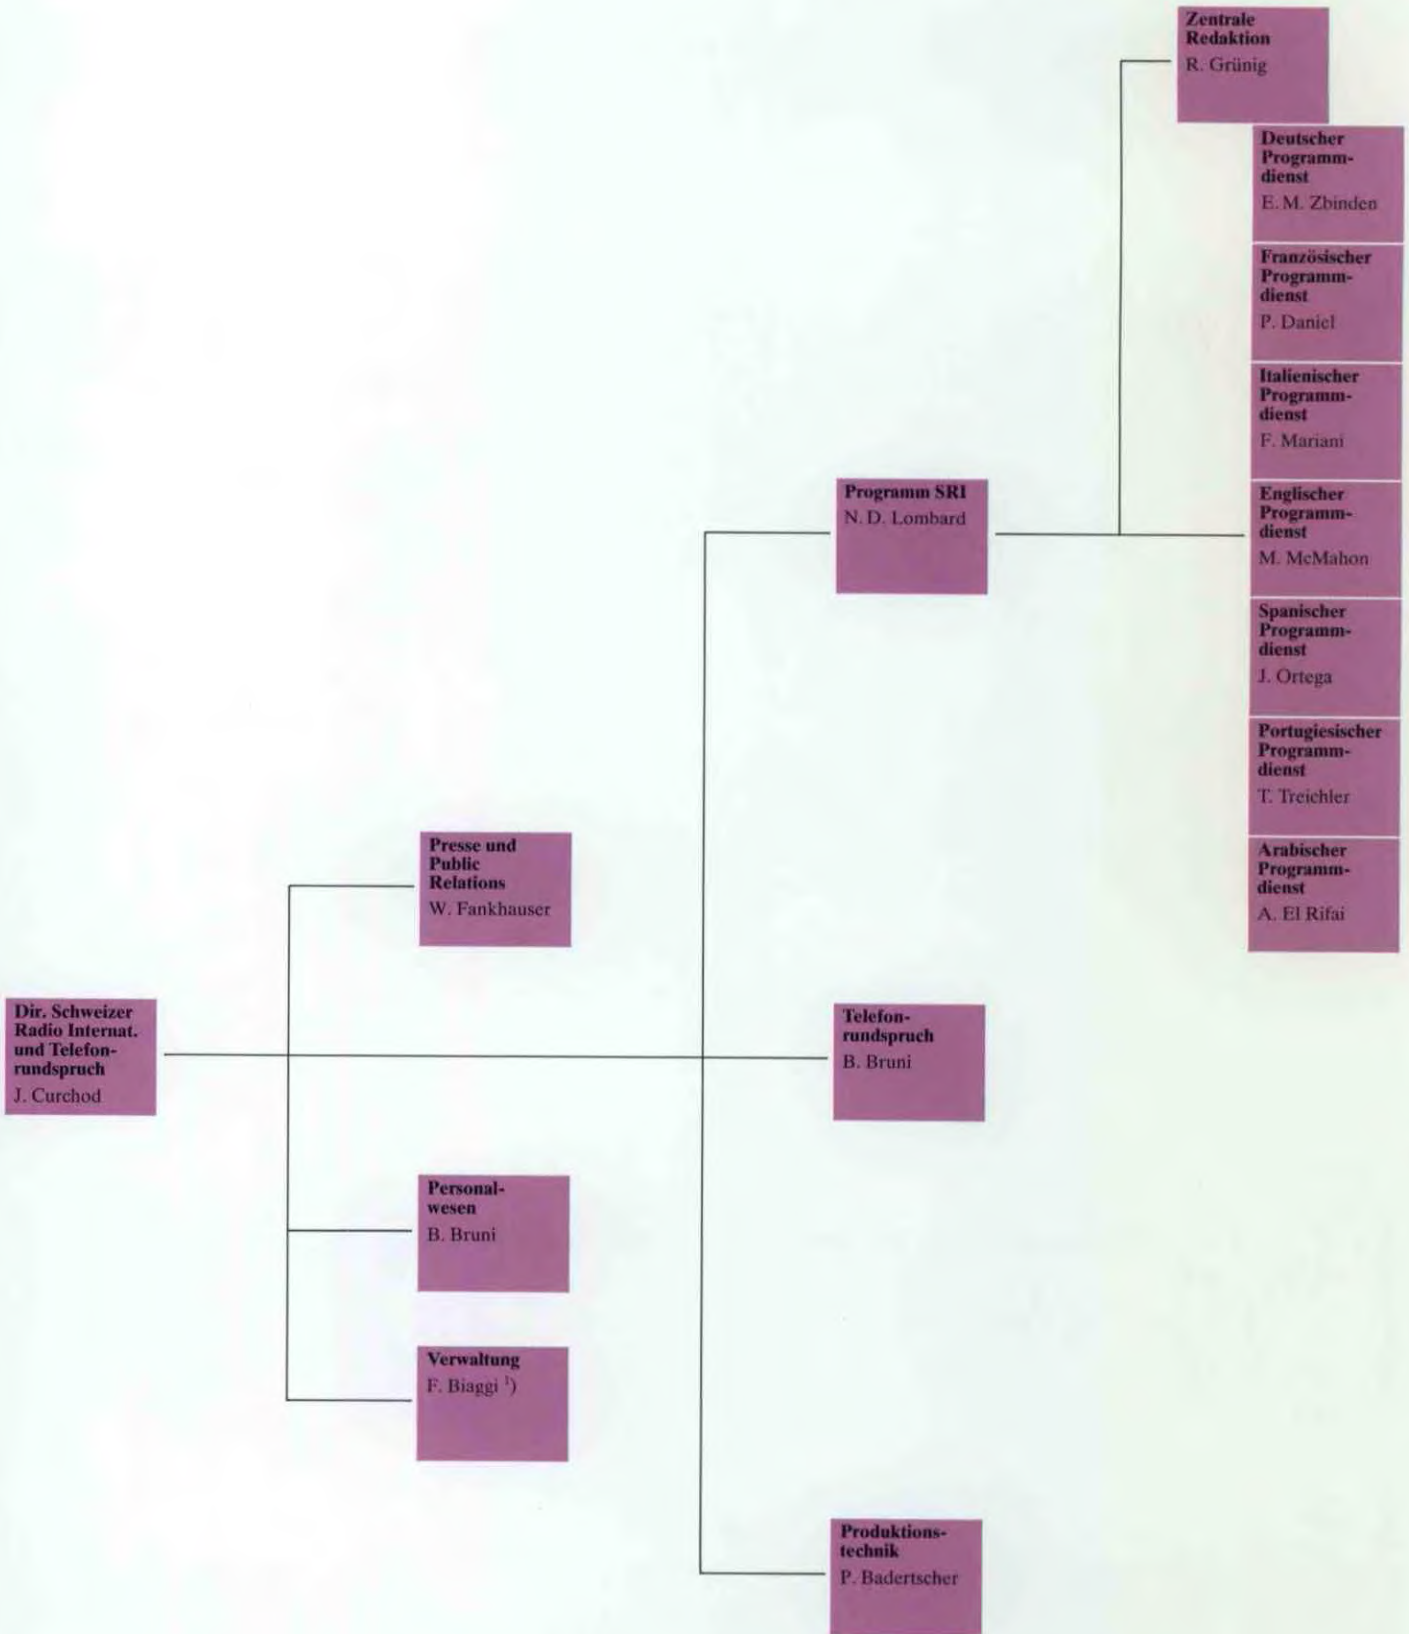 Zentrale
Redaktion
R. Grünig
Deutscher
Programm-
dienst
E. M. Zbinden
Französischer
Programm-
dienst
P. Daniel
Italienischer
Programm-
dienst
F. Mariani
Programm SRI
N. D. Lombard
Englischer
Programm-
dienst
M. McMahon
Spanischer
Programm-
dienst
J. Ortega
Portugiesischer
Programm-
dienst
T. Treichler
Arabischer
Programm-
dienst
A. El Rifai
Presse und
Public
Relations
W. Fankhauser
Dir. Schweizer
Radio Internat.
und Telefon-
rundspruch
J. Curchod
Telefon-
rundspruch
B. Bruni
Personal-
wesen
B. Bruni
Verwaltung
F. Biaggi ¹)
Produktions-
technik
P. Badertscher